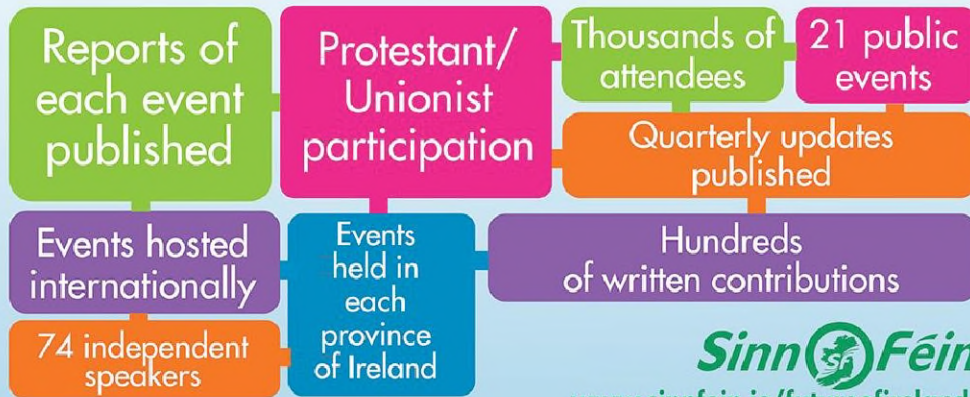 Reports of
each event
published
Protestant/
Unionist
participation
Thousands of
attendees
21 public
events
Quarterly updates
published
Events hosted
internationally
Events
held in
each
province
of Ireland
Hundreds
of written contributions
74 independent
speakers
Sinn Féin